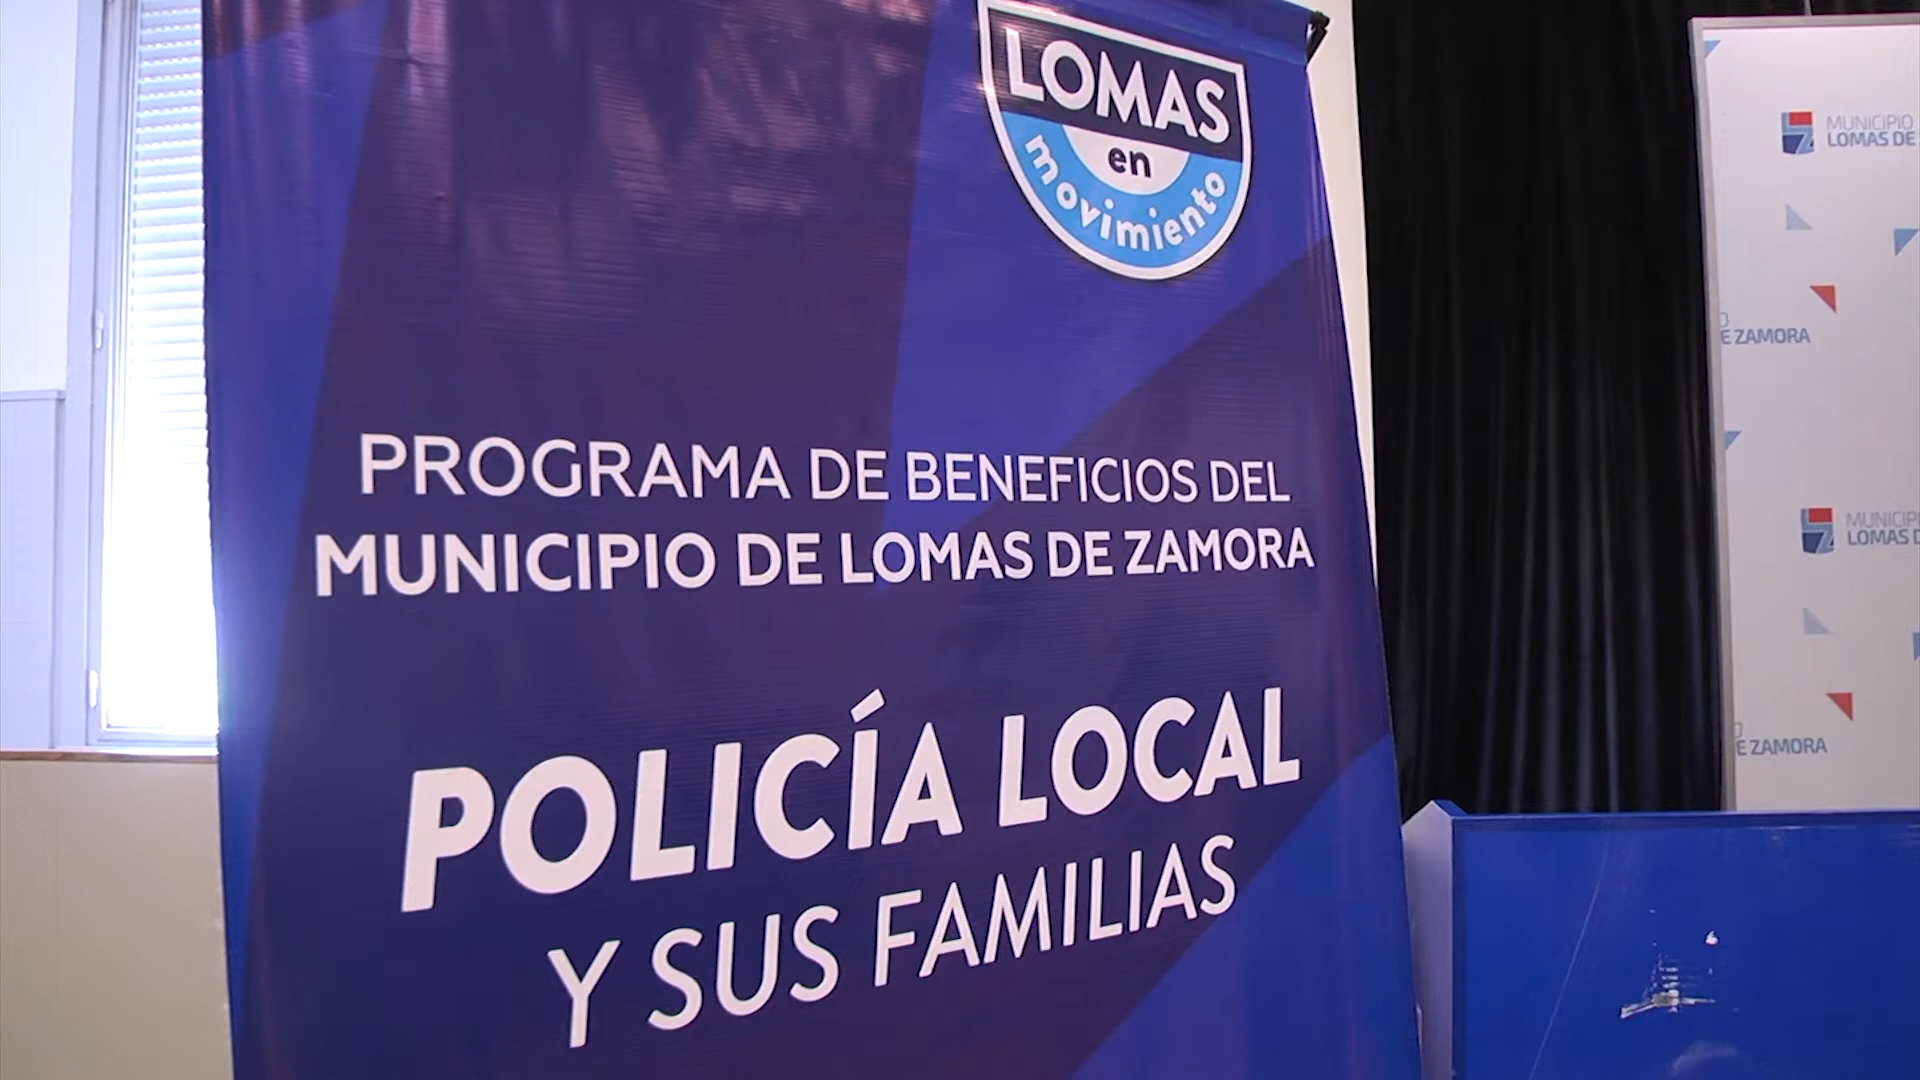 LOMAS
en
movimiento
PROGRAMA DE BENEFICIOS DEL
MUNICIPIO DE LOMAS DE ZAMORA
POLICÍA LOCAL
Y SUS FAMILIAS
MUNICIPIO
LOMAS DE
E ZAMORA
MUNICIPI
LOMAS D
E ZAMORA